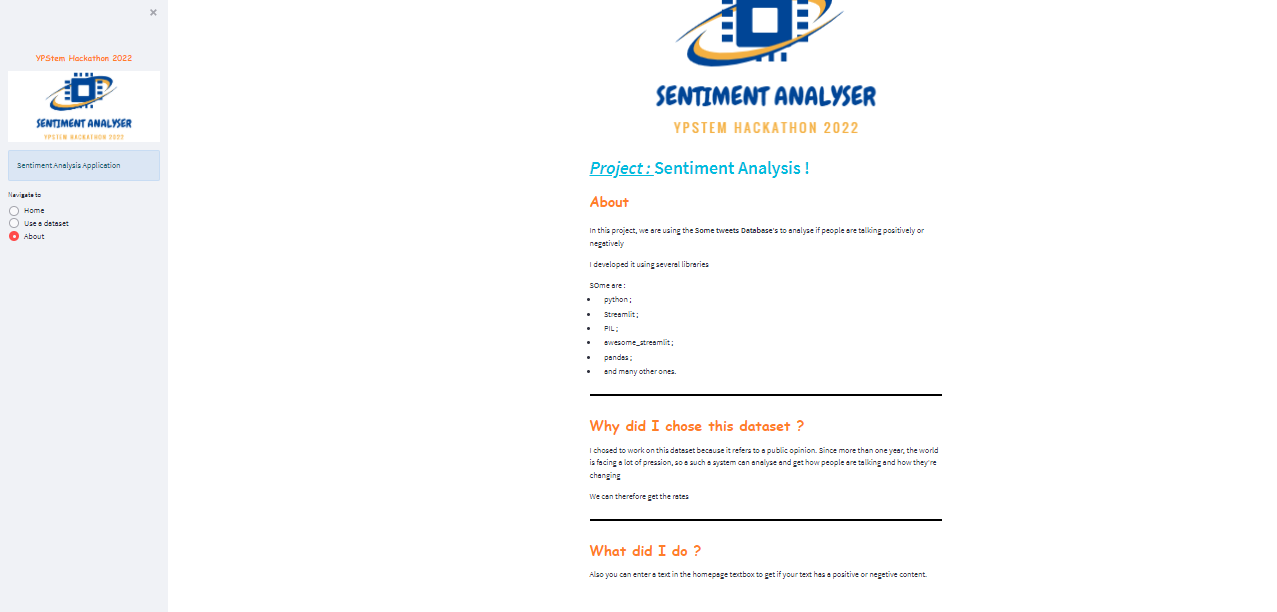 ×
YPStem Hackathon 2022
SENTIMENT ANALYSER
YPSTEM HACKATHON 2022
Sentiment Analysis Application
Navigate to
Home
Use a dataset
About
SENTIMENT ANALYSER
YPSTEM HACKATHON 2022
Project : Sentiment Analysis !
About
In this project, we are using the Some tweets Database's to analyse if people are talking positively or
negatively
I developed it using several libraries
SOme are :
• python ;
• Streamlit ;
• PIL ;
• awesome_streamlit ;
• pandas ;
• and many other ones.
Why did I chose this dataset ?
I chosed to work on this dataset because it refers to a public opinion. Since more than one year, the world
is facing a lot of pression, so a such a system can analyse and get how people are talking and how they're
changing
We can therefore get the rates
What did I do ?
Also you can enter a text in the homepage textbox to get if your text has a positive or negetive content.